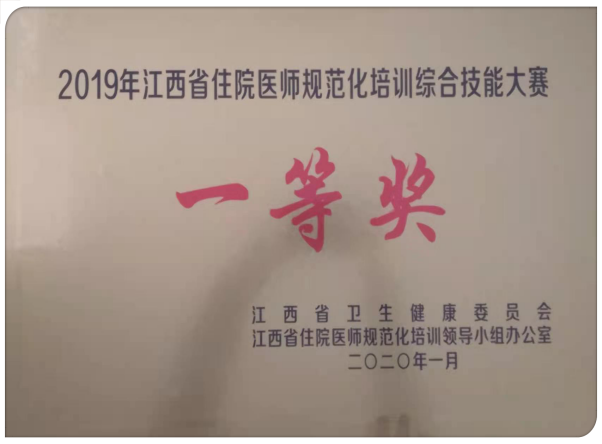 2019年江西省住院医师规范化培训综合技能大赛
一等奖
江西省卫生健康委员会
江西省住院医师规范化培训领导小组办公室
二〇二〇年一月